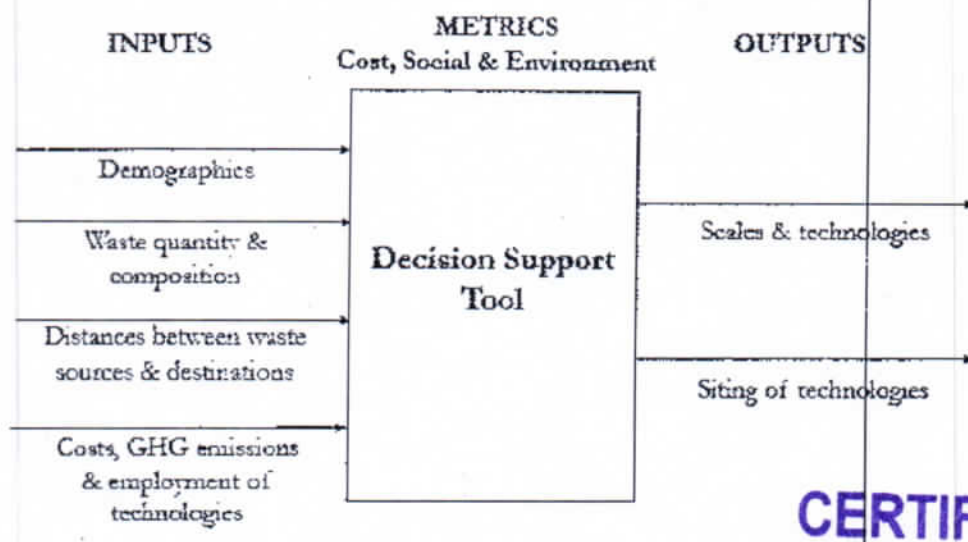 INPUTS
METRICS
Cost, Social & Environment
OUTPUTS
Demographics
Waste quantity &
composition
Distances between waste
sources & destinations
Costs, GHG emissions
& employment of
technologies
Decision Support
Tool
Scales & technologies
Siting of technologies